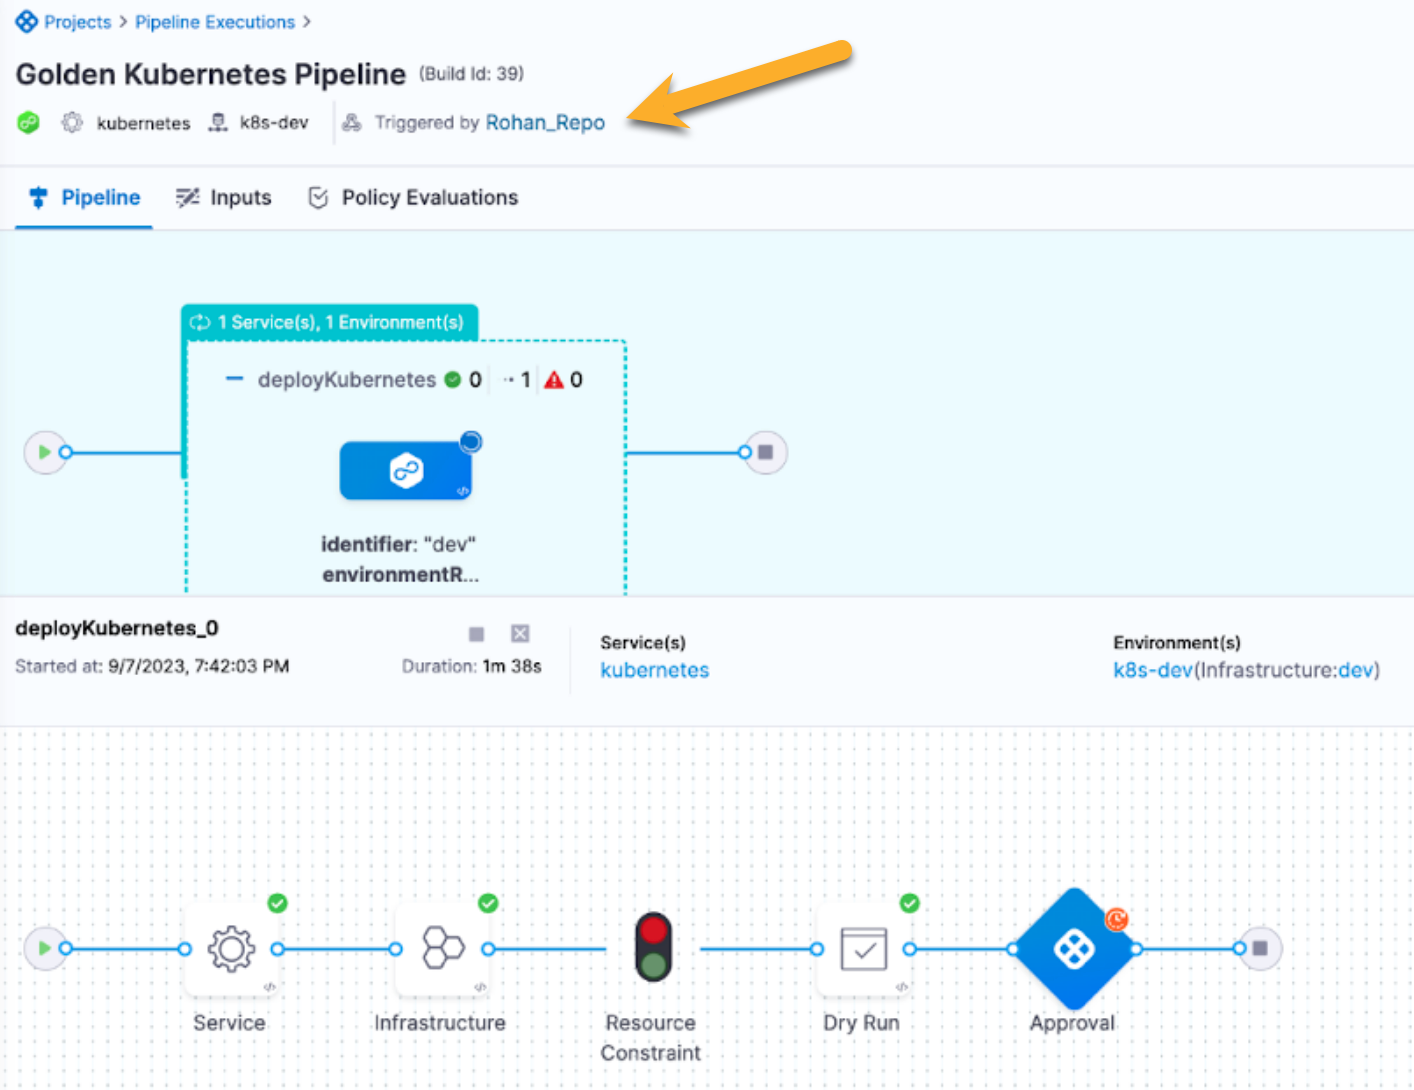 Projects > Pipeline Executions >
Golden Kubernetes Pipeline (Build Id: 39)
kubernetes k8s-dev Triggered by Rohan_Repo
Pipeline Inputs Policy Evaluations
1 Service(s), 1 Environment(s)
deployKubernetes 0 1 0
identifier: "dev"
environmentR...
deployKubernetes_0
Started at: 9/7/2023, 7:42:03 PM Duration: 1m 38s
Service(s)
kubernetes
Environment(s)
k8s-dev(Infrastructure:dev)
Service
Infrastructure
Resource
Constraint
Dry Run
Approval